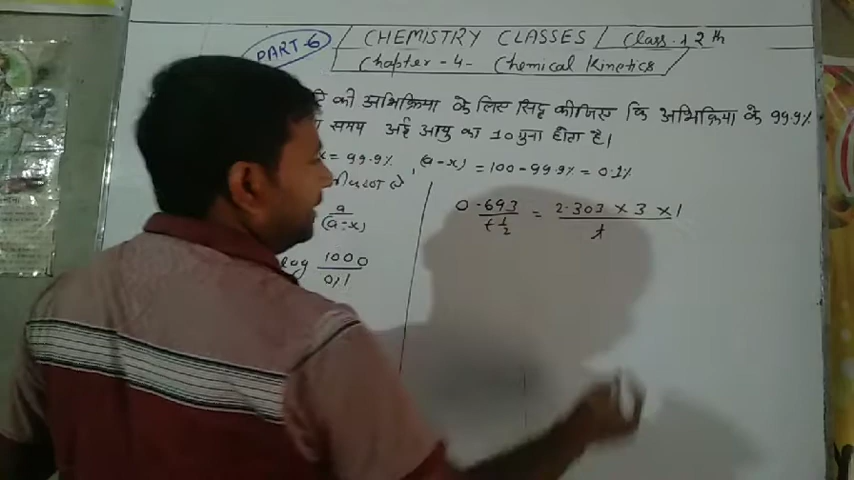 PART-6
CHEMISTRY CLASSES / Class-12th
Chapter-4- Chemical Kinetics
की अभिक्रिया के लिए सिद्ध कीजिए कि अभिक्रिया के 99.9%
समय अर्द्ध आयु का 10 गुना होता है।
x = 99.9%, (a-x) = 100-99.9% = 0.1%
a/(a-x)
log 1000/0.1
0.693/t½ = 2.303 × 3 × 1/t